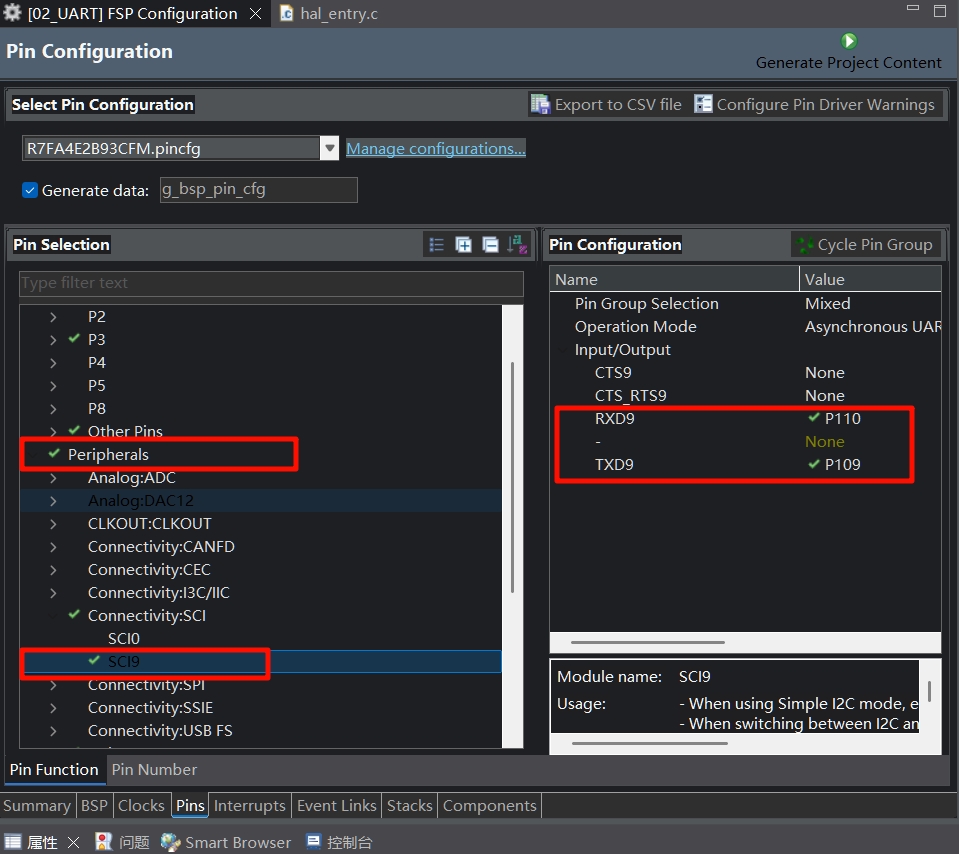 [02_UART] FSP Configuration
hal_entry.c
Pin Configuration
Generate Project Content
Select Pin Configuration
Export to CSV file
Configure Pin Driver Warnings
R7FA4E2B93CFM.pincfg
Manage configurations...
Generate data:
g_bsp_pin_cfg
Pin Selection
Type filter text
P2
P3
P4
P5
P8
Other Pins
Peripherals
Analog:ADC
Analog:DAC12
CLKOUT:CLKOUT
Connectivity:CANFD
Connectivity:CEC
Connectivity:I3C/IIC
Connectivity:SCI
SCI0
SCI9
Connectivity:SPI
Connectivity:SSIE
Connectivity:USB FS
Pin Configuration
Cycle Pin Group
Name Value
Pin Group Selection Mixed
Operation Mode Asynchronous UAR
Input/Output
CTS9 None
CTS_RTS9 None
RXD9 P110
- None
TXD9 P109
Module name: SCI9
Usage: - When using Simple I2C mode, e
- When switching between I2C an
Pin Function Pin Number
Summary BSP Clocks Pins Interrupts Event Links Stacks Components
属性 问题 Smart Browser 控制台